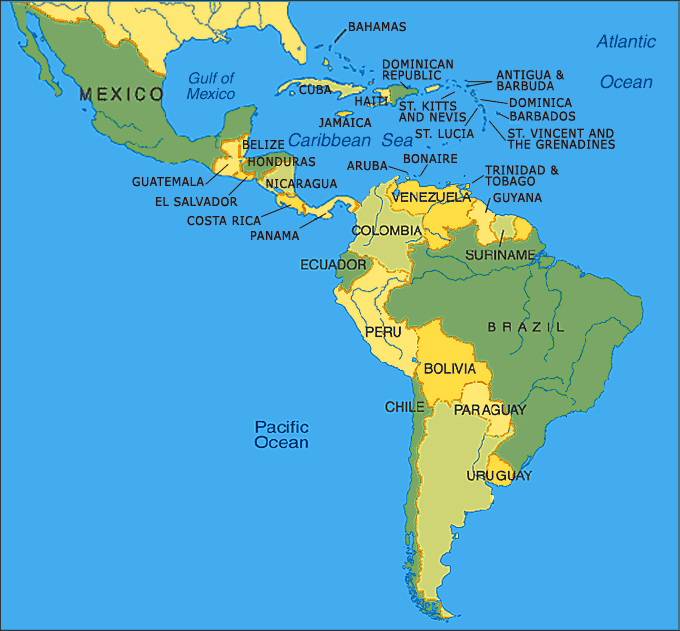 BAHAMAS
Atlantic
Ocean
DOMINICAN
REPUBLIC
ANTIGUA &
BARBUDA
Gulf of
Mexico
MEXICO
CUBA
HAITI
ST. KITTS
AND NEVIS
DOMINICA
BARBADOS
JAMAICA
ST. LUCIA
ST. VINCENT AND
THE GRENADINES
BELIZE
Caribbean Sea
HONDURAS
ARUBA
BONAIRE
TRINIDAD &
TOBAGO
GUATEMALA
NICARAGUA
EL SALVADOR
VENEZUELA
GUYANA
COSTA RICA
PANAMA
COLOMBIA
SURINAME
ECUADOR
PERU
BRAZIL
BOLIVIA
CHILE
PARAGUAY
Pacific
Ocean
URUGUAY